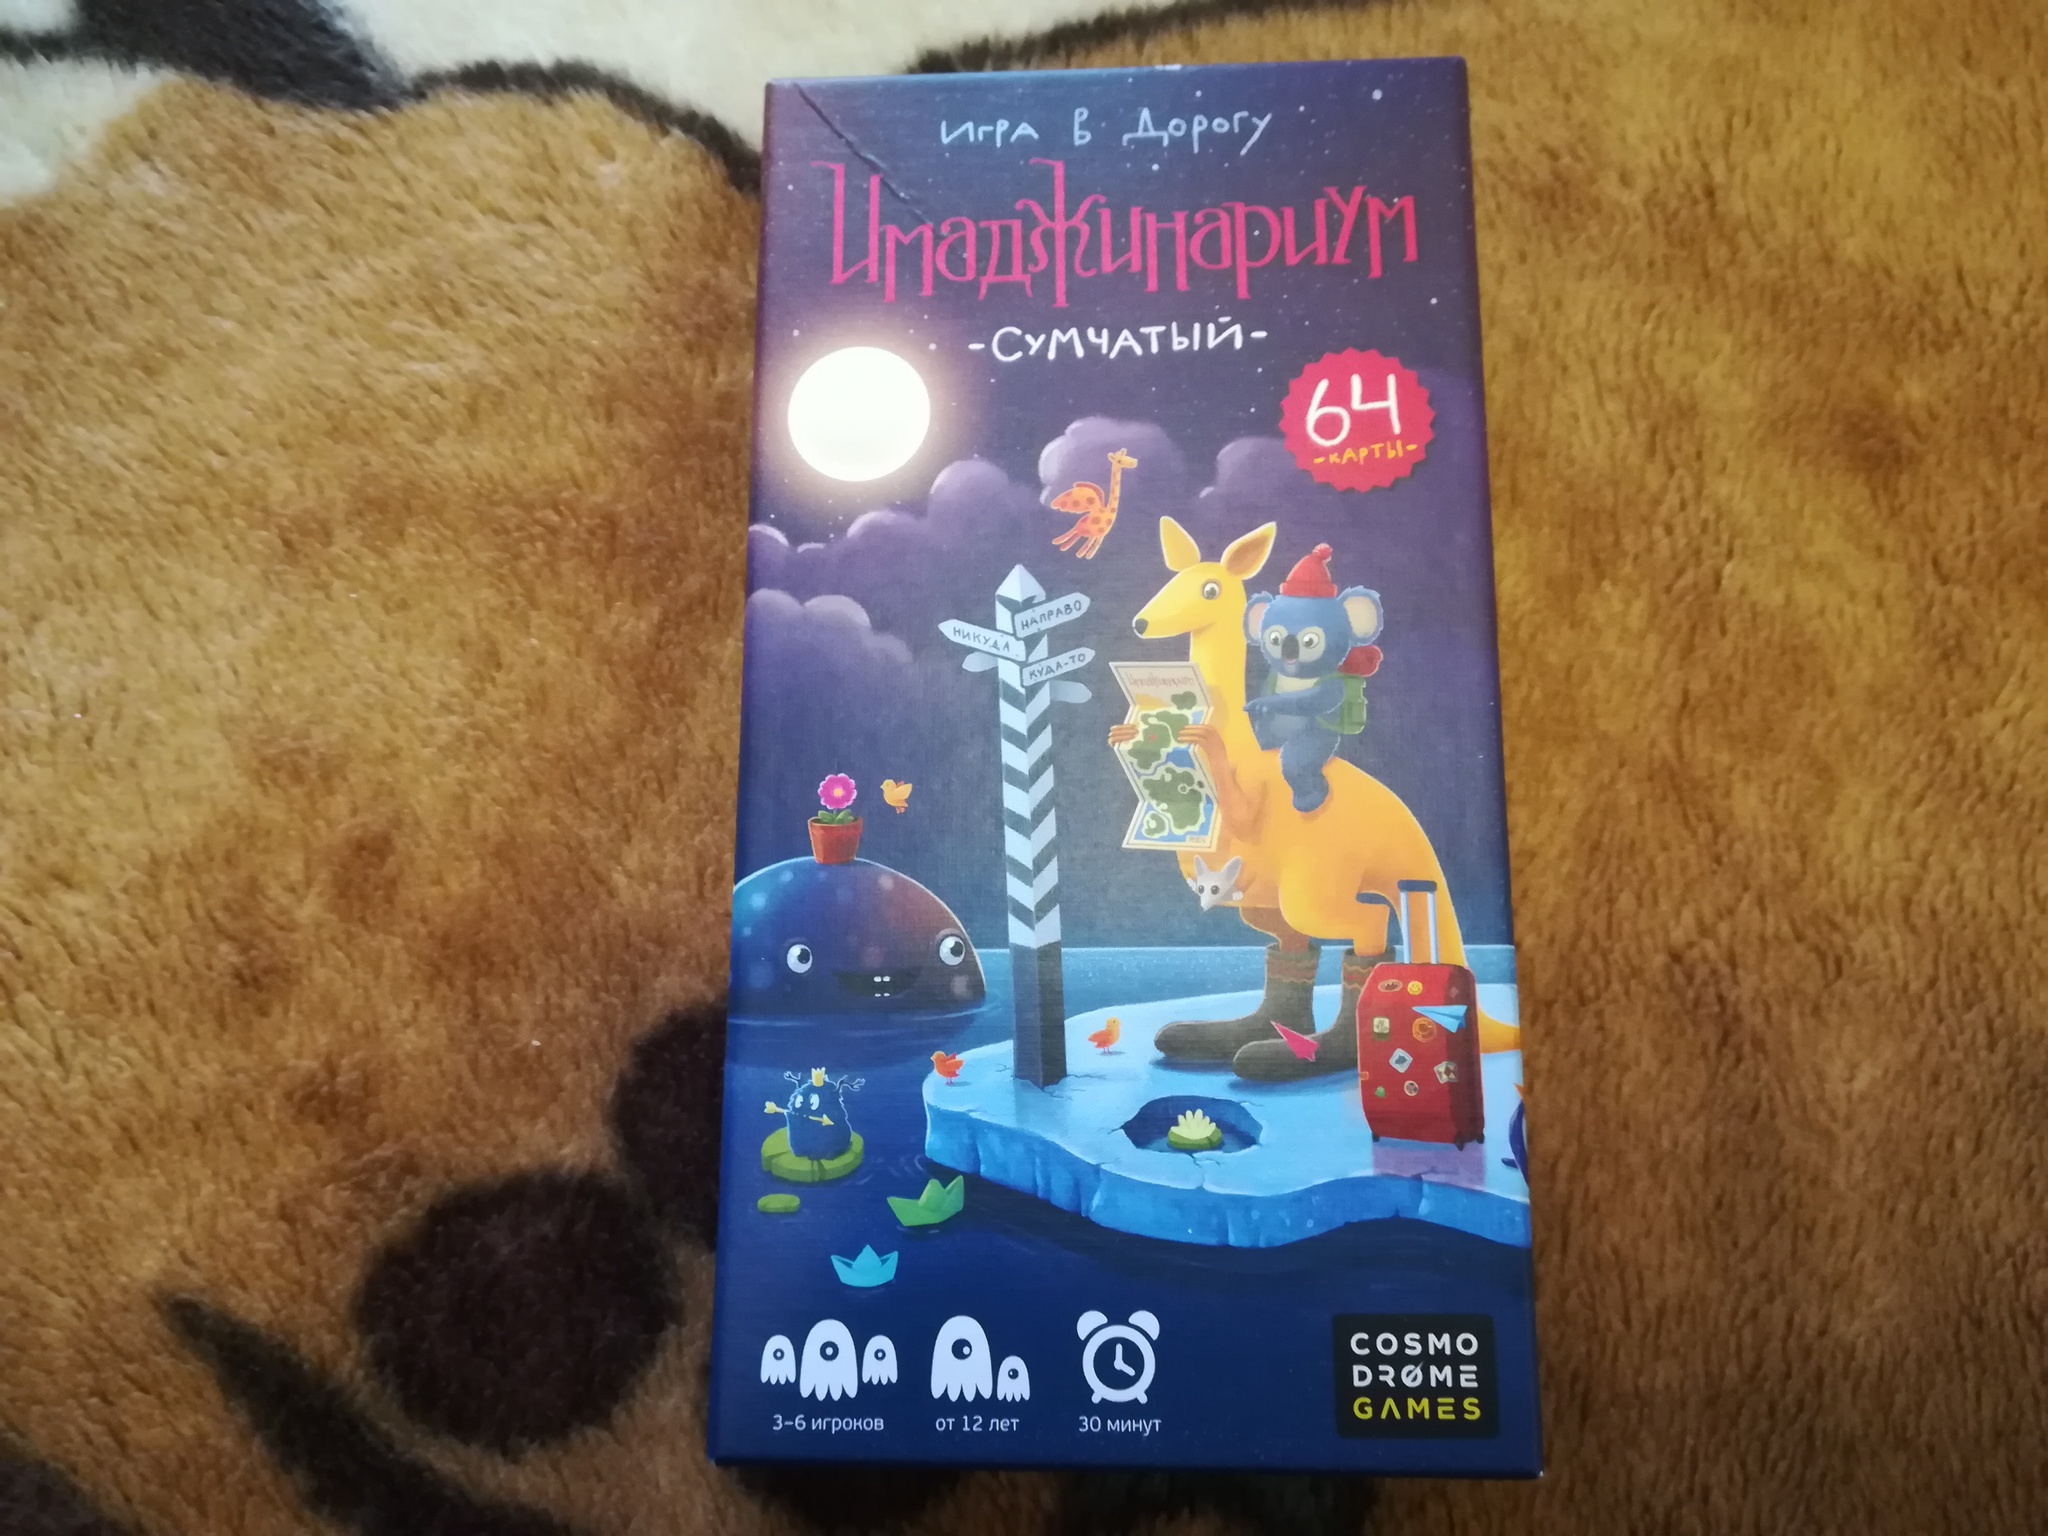 Игра в дорогу
Имаджинариум
-Сумчатый-
64
-карты-
НАПРАВО
НИКУДА
КУДА-ТО
Имаджинариум
3-6 игроков
от 12 лет
30 минут
COSMO
DRØME
GAMES